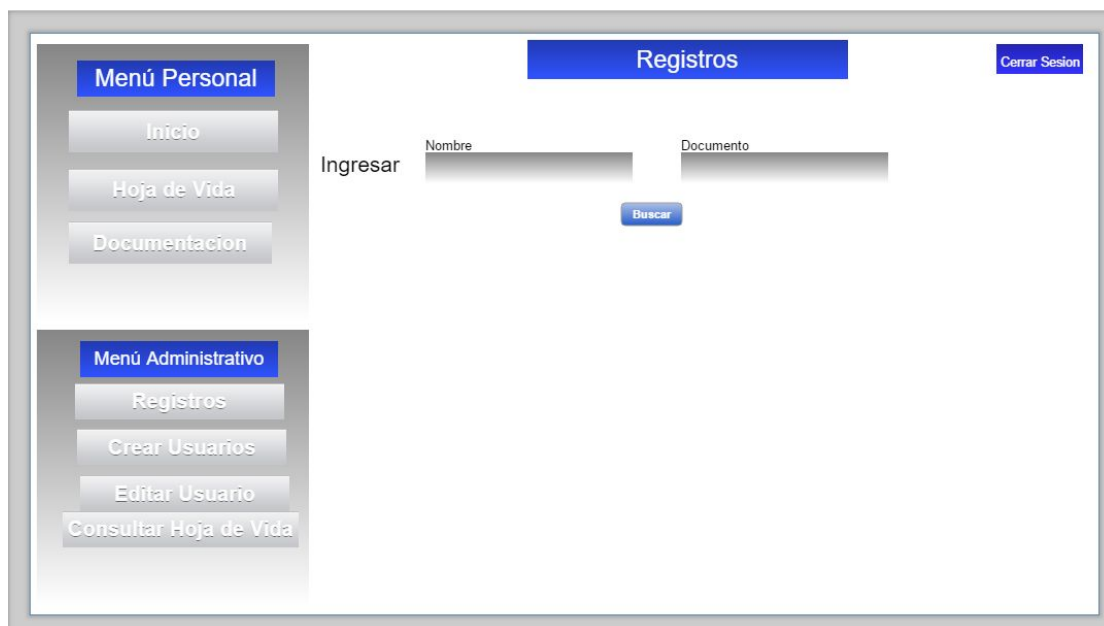 Menú Personal
Inicio
Hoja de Vida
Documentacion
Menú Administrativo
Registros
Crear Usuarios
Editar Usuario
Consultar Hoja de Vida
Registros
Cerrar Sesion
Ingresar
Nombre
Documento
Buscar